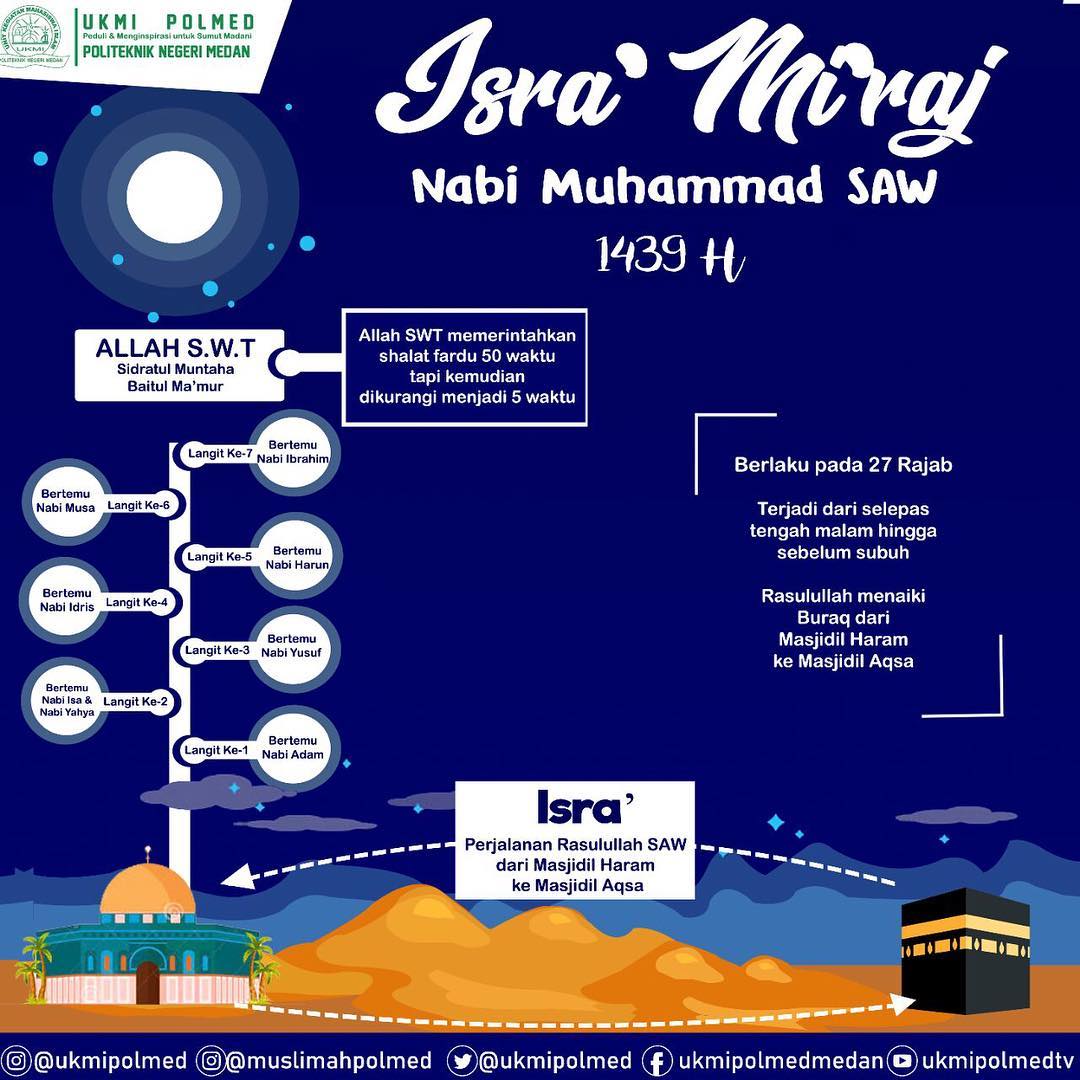 UKMI POLMED
Peduli & Menginspirasi untuk Sumut Madani
POLITEKNIK NEGERI MEDAN
UNIT KEGIATAN MAHASISWA ISLAM
UKMI
POLITEKNIK NEGERI MEDAN
Isra' Mi'raj
Nabi Muhammad SAW
1439 H
ALLAH S.W.T
Sidratul Muntaha
Baitul Ma'mur
Allah SWT memerintahkan
shalat fardu 50 waktu
tapi kemudian
dikurangi menjadi 5 waktu
Langit Ke-7
Bertemu
Nabi Ibrahim
Bertemu
Nabi Musa
Langit Ke-6
Langit Ke-5
Bertemu
Nabi Harun
Bertemu
Nabi Idris
Langit Ke-4
Langit Ke-3
Bertemu
Nabi Yusuf
Bertemu
Nabi Isa &
Nabi Yahya
Langit Ke-2
Langit Ke-1
Bertemu
Nabi Adam
Berlaku pada 27 Rajab
Terjadi dari selepas
tengah malam hingga
sebelum subuh
Rasulullah menaiki
Buraq dari
Masjidil Haram
ke Masjidil Aqsa
Isra'
Perjalanan Rasulullah SAW
dari Masjidil Haram
ke Masjidil Aqsa
@ukmipolmed @muslimahpolmed @ukmipolmed ukmipolmedmedan ukmipolmedtv